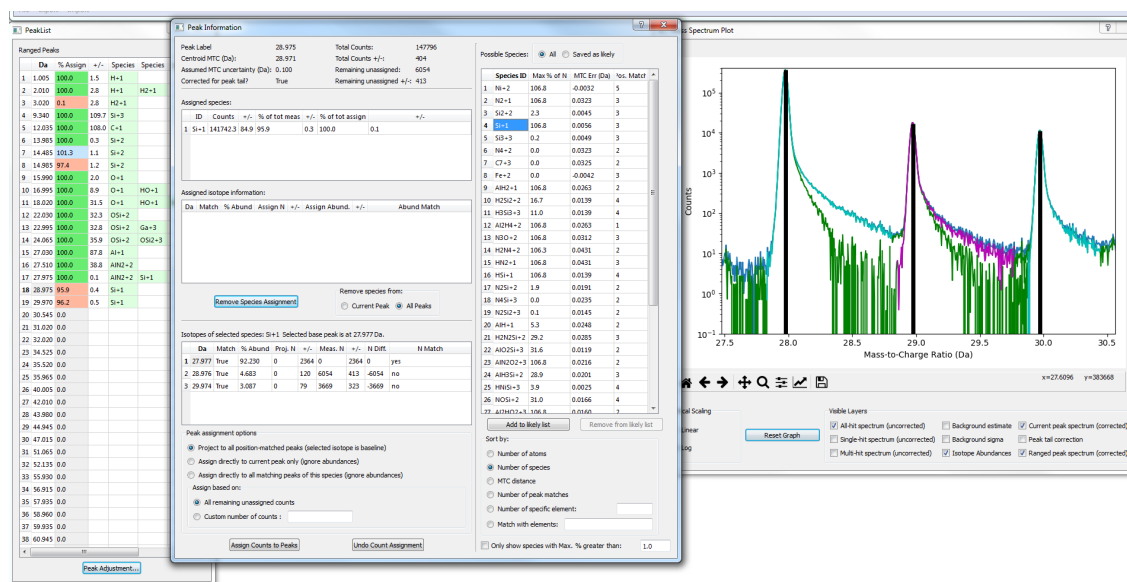 PeakList
Ranged Peaks
Da % Assign +/- Species Species
1 1.005 100.0 1.5 H+1
2 2.010 100.0 2.8 H+1 H2+1
3 3.020 0.1 2.8 H2+1
4 9.340 100.0 109.7 Si+3
5 12.035 100.0 108.0 C+1
6 13.985 100.0 0.3 Si+2
7 14.485 101.3 1.1 Si+2
8 14.985 97.4 1.2 Si+2
9 15.990 100.0 2.0 O+1
10 16.995 100.0 8.9 O+1 HO+1
11 18.020 100.0 31.5 O+1 HO+1
12 22.030 100.0 32.3 OSi+2
13 22.995 100.0 32.8 OSi+2 Ga+3
14 24.065 100.0 35.9 OSi+2 OSi2+3
15 27.030 100.0 87.8 Al+1
16 27.510 100.0 38.8 AlN2+2
17 27.975 100.0 0.1 AlN2+2 Si+1
18 28.975 95.9 0.4 Si+1
19 29.970 96.2 0.5 Si+1
20 30.545 0.0
21 31.020 0.0
22 32.020 0.0
23 34.525 0.0
24 35.520 0.0
25 35.965 0.0
26 40.005 0.0
27 42.010 0.0
28 43.980 0.0
29 44.945 0.0
30 47.015 0.0
31 51.065 0.0
32 52.135 0.0
33 55.930 0.0
34 56.915 0.0
35 57.935 0.0
36 58.960 0.0
37 59.935 0.0
38 60.945 0.0
Peak Adjustment...
Peak Information
Peak Label 28.975 Total Counts: 147796
Centroid MTC (Da): 28.971 Total Counts +/-: 404
Assumed MTC uncertainty (Da): 0.100 Remaining unassigned: 6054
Corrected for peak tail? True Remaining unassigned +/-: 413
Assigned species:
ID Counts +/- % of tot meas +/- % of tot assign +/-
1 Si+1 141742.3 84.9 95.9 0.3 100.0 0.1
Assigned isotope information:
Da Match % Abund Assign N +/- Assign Abund. +/- Abund Match
Remove Species Assignment
Remove species from:
Current Peak All Peaks
Isotopes of selected species: Si+1 Selected base peak is at 27.977 Da.
Da Match % Abund Proj. N +/- Meas. N +/- N Diff. N Match
1 27.977 True 92.230 0 2364 0 2364 0 yes
2 28.976 True 4.683 0 120 6054 413 -6054 no
3 29.974 True 3.087 0 79 3669 323 -3669 no
Peak assignment options
Project to all position-matched peaks (selected isotope is baseline)
Assign directly to current peak only (ignore abundances)
Assign directly to all matching peaks of this species (ignore abundances)
Assign based on:
All remaining unassigned counts
Custom number of counts :
Assign Counts to Peaks Undo Count Assignment
Possible Species: All Saved as likely
Species ID Max % of N MTC Err (Da) Pos. Match
1 Ni+2 106.8 -0.0032 5
2 N2+1 106.8 0.0323 2
3 Si2+2 2.3 0.0045 3
4 Si+1 106.8 0.0056 3
5 Si3+3 0.2 0.0049 3
6 N4+2 0.0 0.0323 2
7 C7+3 0.0 0.0325 2
8 Fe+2 0.0 -0.0042 3
9 AlH2+1 106.8 0.0263 2
10 H2Si2+2 16.7 0.0139 4
11 H3Si3+3 11.0 0.0139 4
12 Al2H4+2 106.8 0.0263 1
13 N3O+2 106.8 0.0312 3
14 H2N4+2 106.3 0.0431 2
15 HN2+1 106.8 0.0431 3
16 HSi+1 106.8 0.0139 4
17 N2Si+2 1.9 0.0191 2
18 N4Si+3 0.0 0.0235 2
19 N2Si2+3 0.1 0.0145 2
20 AlH+1 5.3 0.0248 2
21 H2N2Si+2 29.2 0.0285 3
22 AlO2Si+3 31.6 0.0119 2
23 AlN2O2+3 106.8 0.0216 2
24 AlH3Si+2 28.9 0.0201 3
25 HNiSi+3 3.9 0.0025 4
26 NOSi+2 31.0 0.0166 4
27 Al2HO2+3 106.8 0.0160 2
Add to likely list Remove from likely list
Sort by:
Number of atoms
Number of species
MTC distance
Number of peak matches
Number of specific element:
Match with elements:
Only show species with Max. % greater than: 1.0
ss Spectrum Plot
Counts
10⁵
10⁴
10³
10²
10¹
10⁰
10⁻¹
27.5 28.0 28.5 29.0 29.5 30.0 30.5
Mass-to-Charge Ratio (Da)
x=27.6096 y=383668
cal Scaling
Linear
Log
Reset Graph
Visible Layers
All-hit spectrum (uncorrected) Background estimate Current peak spectrum (corrected)
Single-hit spectrum (uncorrected) Background sigma Peak tail correction
Multi-hit spectrum (uncorrected) Isotope Abundances Ranged peak spectrum (corrected)